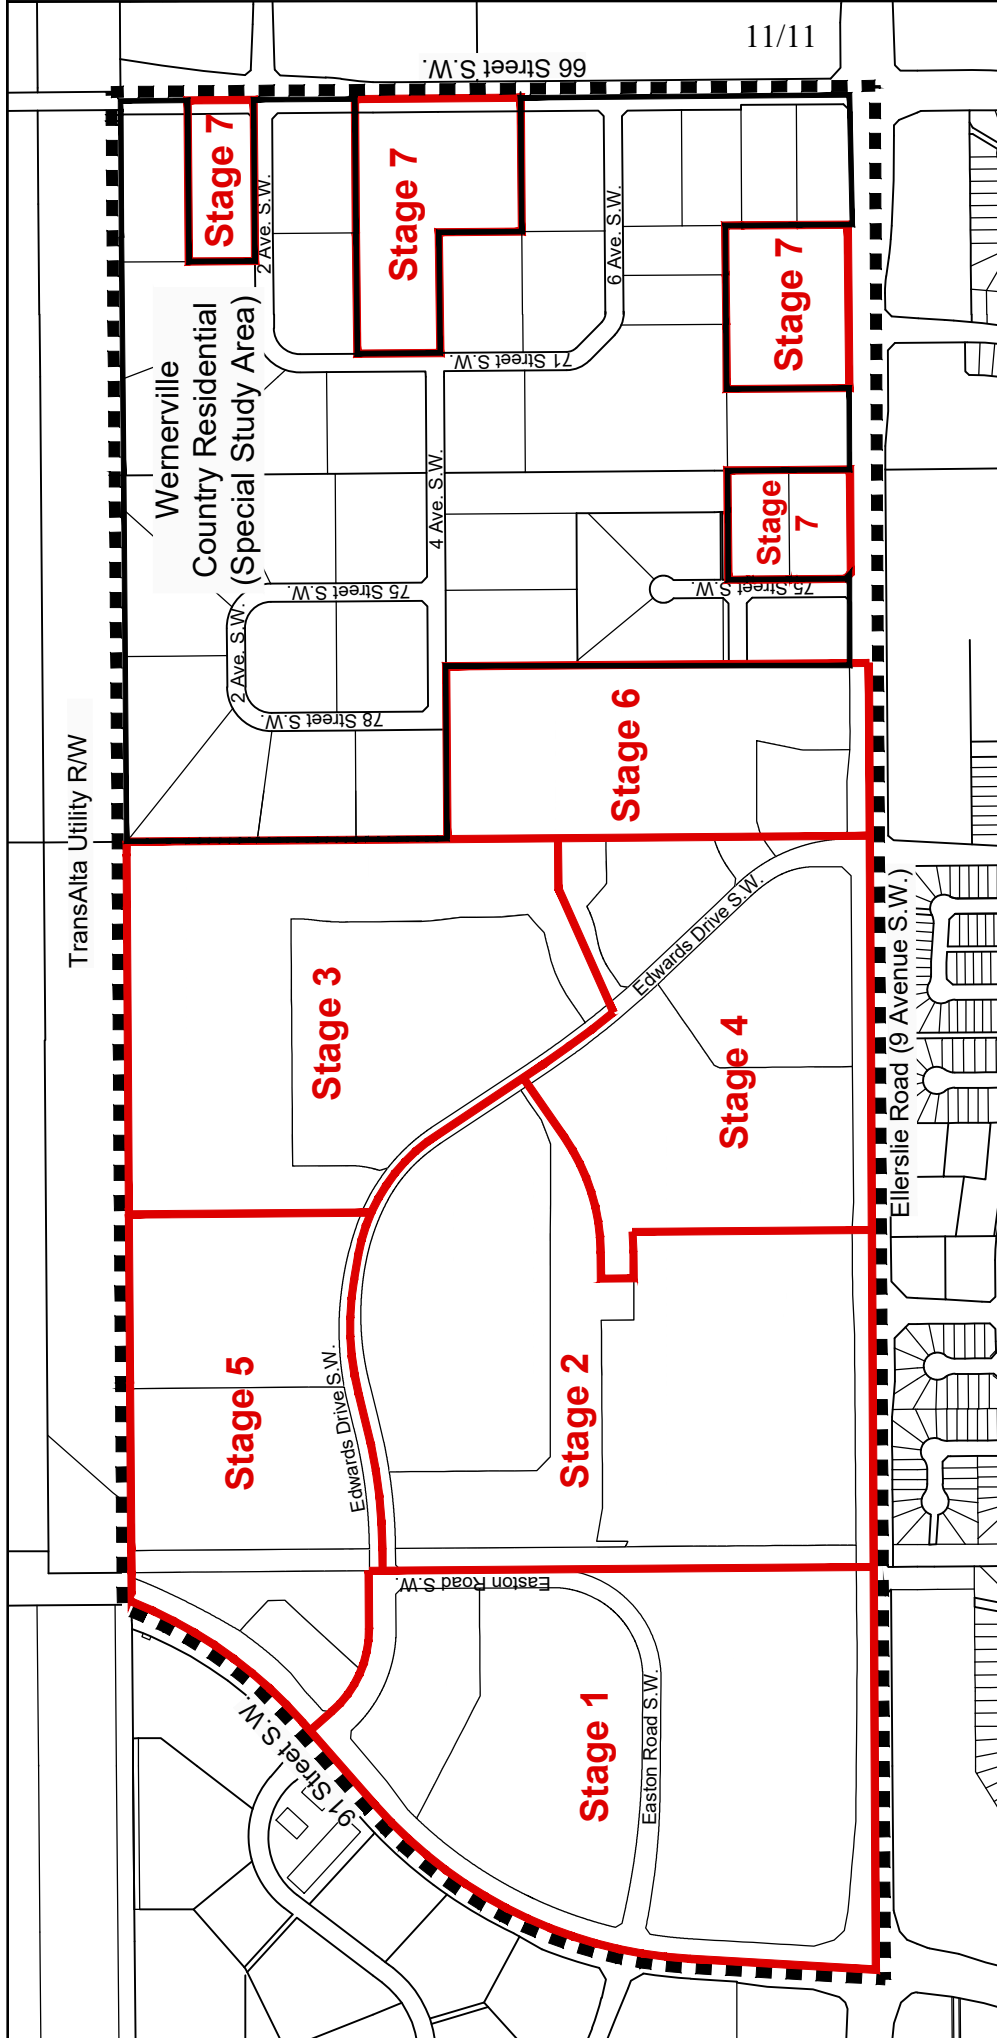 11/11
66 Street S.W.
Stage 7
2 Ave. S.W.
Stage 7
6 Ave. S.W.
Stage 7
Wernerville
Country Residential
(Special Study Area)
71 Street S.W.
4 Ave. S.W.
Stage
7
75 Street S.W.
75 Street S.W.
2 Ave. S.W.
78 Street S.W.
Stage 6
TransAlta Utility R/W
Edwards Drive S.W.
Ellerslie Road (9 Avenue S.W.)
Stage 3
Stage 4
Stage 5
Edwards Drive S.W.
Stage 2
Easton Road S.W.
Stage 1
Easton Road S.W.
91 Street S.W.